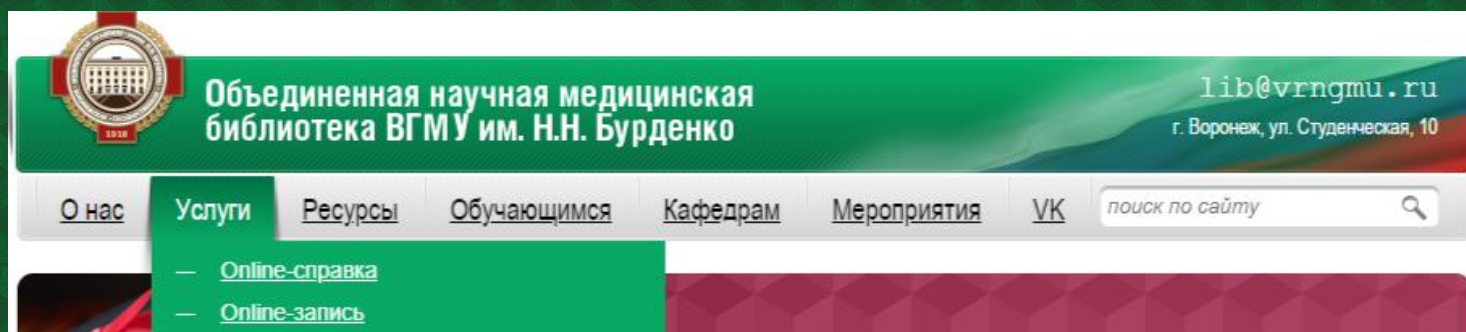 Объединенная научная медицинская
библиотека ВГМУ им. Н.Н. Бурденко
lib@vrngmu.ru
г. Воронеж, ул. Студенческая, 10
1918
О нас Услуги Ресурсы Обучающимся Кафедрам Мероприятия VK поиск по сайту
— Online-справка
— Online-запись